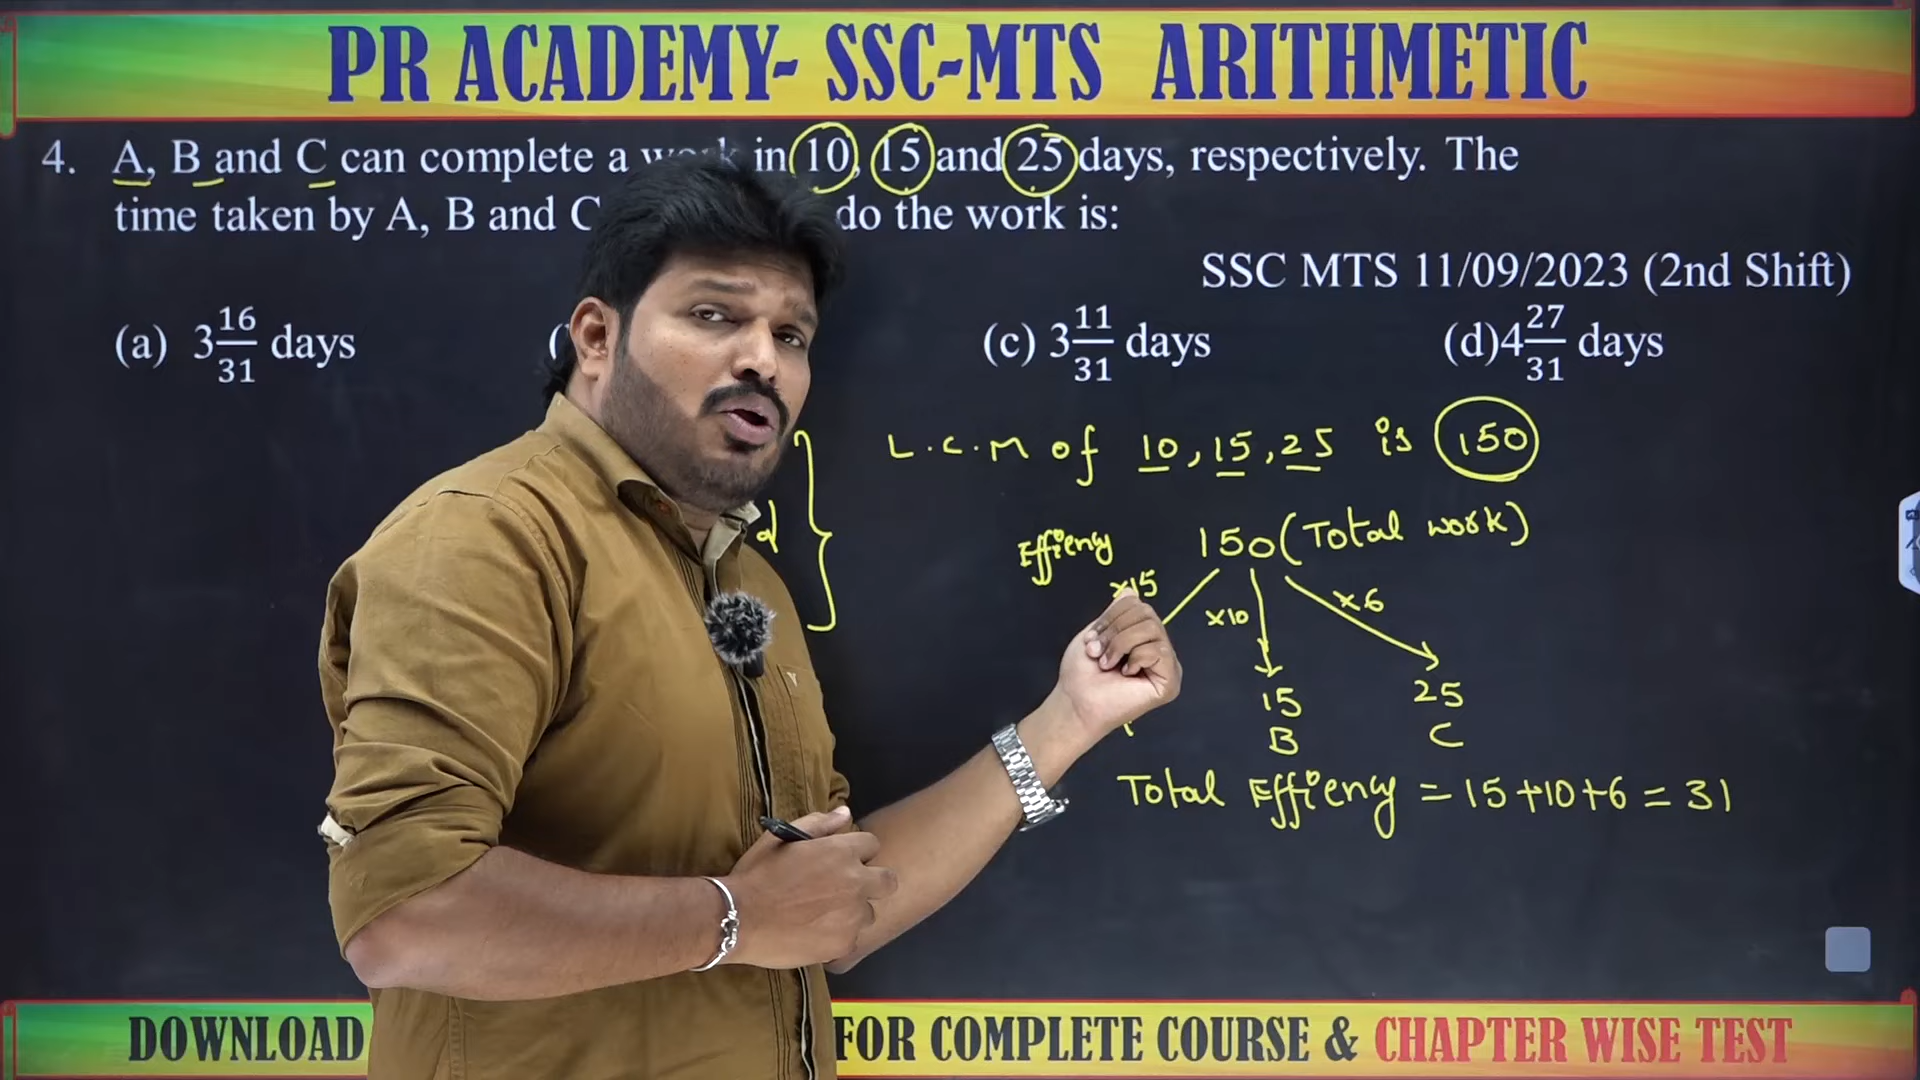 PR ACADEMY- SSC-MTS ARITHMETIC
4. A, B and C can complete a work in 10, 15 and 25 days, respectively. The
time taken by A, B and C do the work is:
SSC MTS 11/09/2023 (2nd Shift)
(a) 3 16/31 days (c) 3 11/31 days (d) 4 27/31 days
L.C.M of 10, 15, 25 is 150
Effiency 150 (Total work)
×15 ×10 ×6
15 25
B C
Total Effiency = 15+10+6 = 31
DOWNLOAD FOR COMPLETE COURSE & CHAPTER WISE TEST